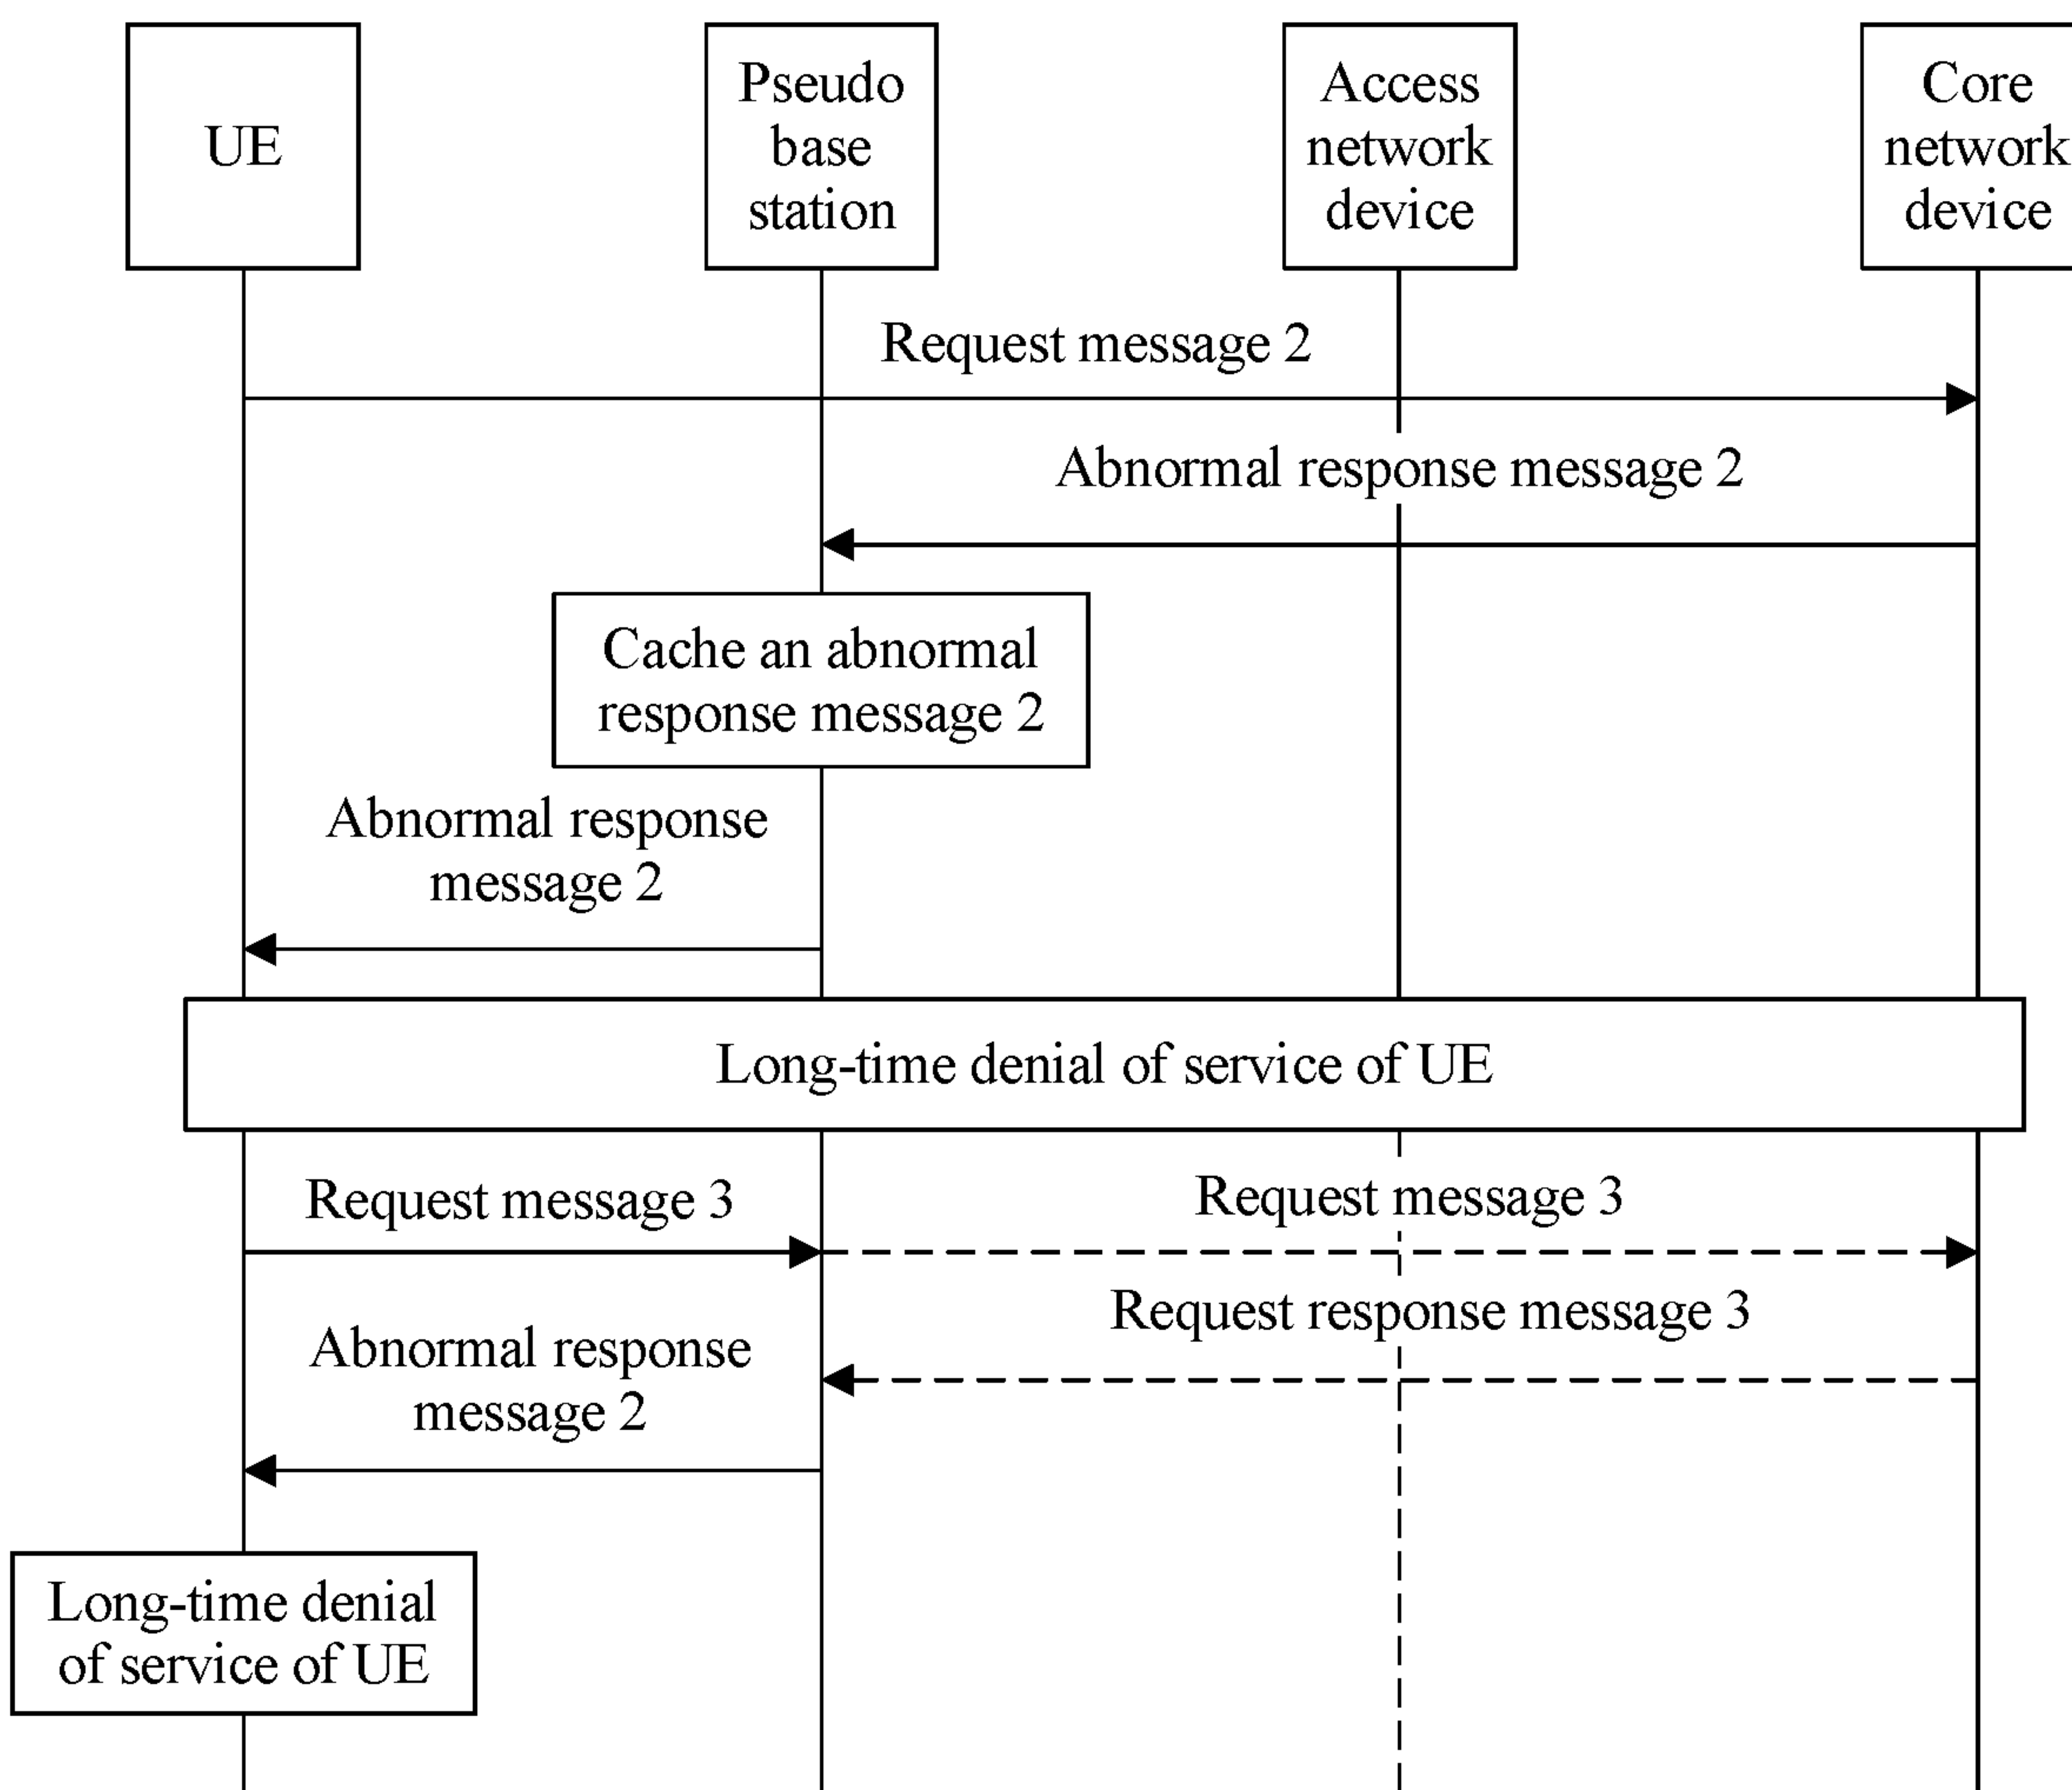 UE
Pseudo
base
station
Access
network
device
Core
network
device
Request message 2
Abnormal response message 2
Cache an abnormal
response message 2
Abnormal response
message 2
Long-time denial of service of UE
Request message 3
Request message 3
Request response message 3
Abnormal response
message 2
Long-time denial
of service of UE